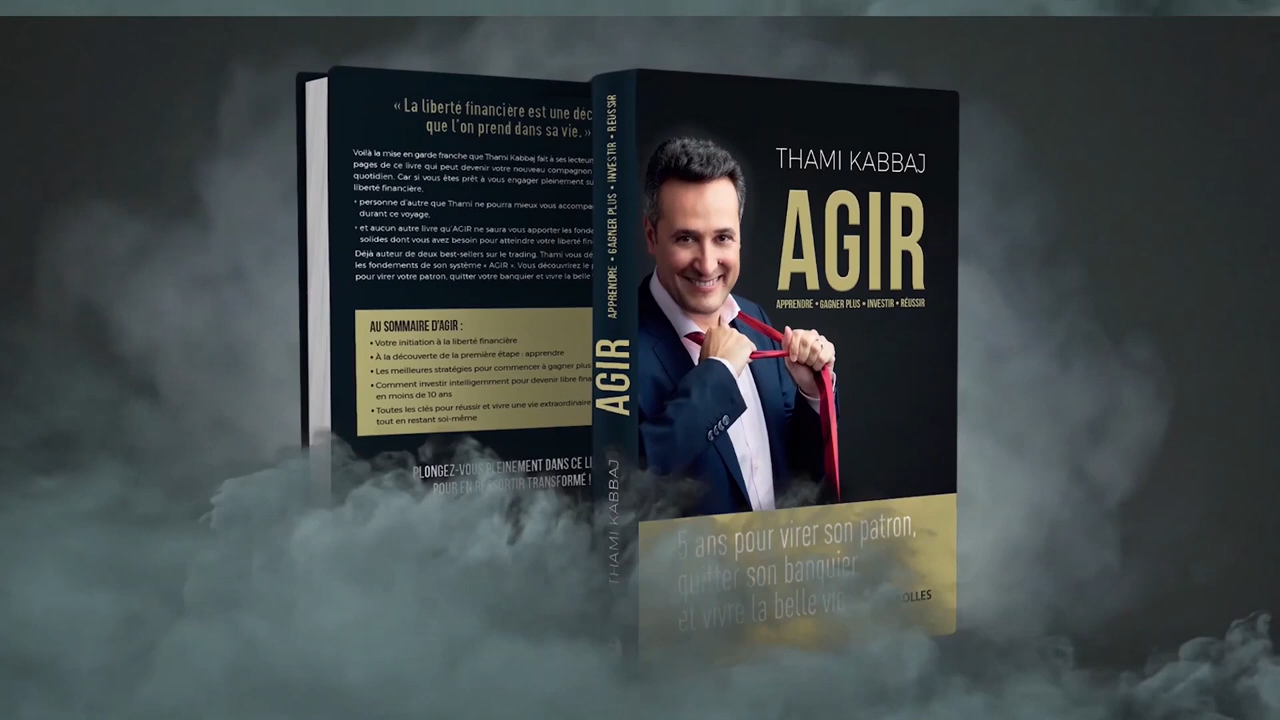 « La liberté financière est une déc
que l'on prend dans sa vie. »
Voilà la mise en garde franche que Thami Kabbaj fait à ses lecteur
pages de ce livre qui peut devenir votre nouveau compagnon
quotidien. Car si vous êtes prêt à vous engager pleinement su
liberté financière,
• personne d'autre que Thami ne pourra mieux vous accompa
durant ce voyage,
• et aucun autre livre qu'AGIR ne saura vous apporter les fonda
solides dont vous avez besoin pour atteindre votre liberté fin
Déjà auteur de deux best-sellers sur le trading, Thami vous dé
les fondements de son système « AGIR ». Vous découvrirez le
pour virer votre patron, quitter votre banquier et vivre la belle
AU SOMMAIRE D'AGIR :
• Votre initiation à la liberté financière
• À la découverte de la première étape : apprendre
• Les meilleures stratégies pour commencer à gagner plus
• Comment investir intelligemment pour devenir libre fina
en moins de 10 ans
• Toutes les clés pour réussir et vivre une vie extraordinaire
tout en restant soi-même
PLONGEZ-VOUS PLEINEMENT DANS CE LI
POUR EN RESSORTIR TRANSFORMÉ !
APPRENDRE • GAGNER PLUS • INVESTIR • RÉUSSIR
AGIR
THAMI KABBAJ
THAMI KABBAJ
AGIR
APPRENDRE • GAGNER PLUS • INVESTIR • RÉUSSIR
5 ans pour virer son patron,
quitter son banquier
et vivre la belle vie
OLLES